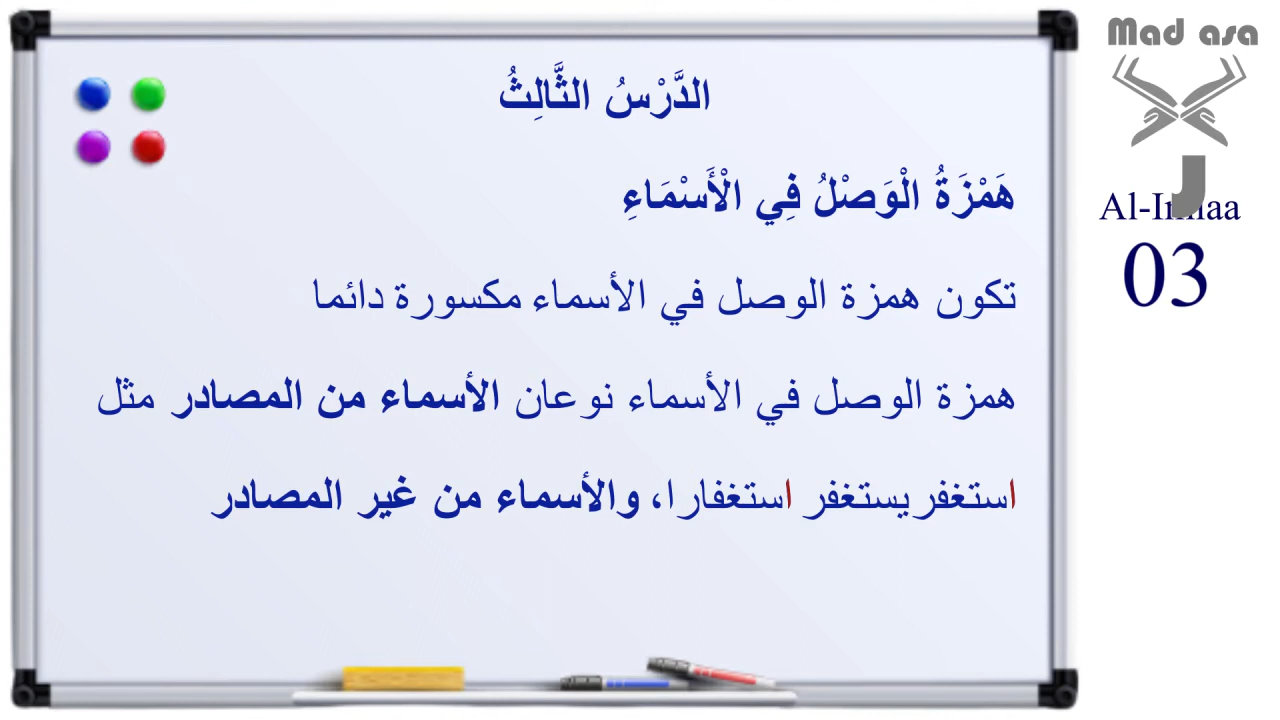 الدَّرْسُ الثَّالِثُ
هَمْزَةُ الْوَصْلُ فِي الْأَسْمَاءِ
تكون همزة الوصل في الأسماء مكسورة دائما
همزة الوصل في الأسماء نوعان الأسماء من المصادر مثل
استغفر يستغفر استغفارا، والأسماء من غير المصادر
Mad asa
J
Al-Imlaa
03